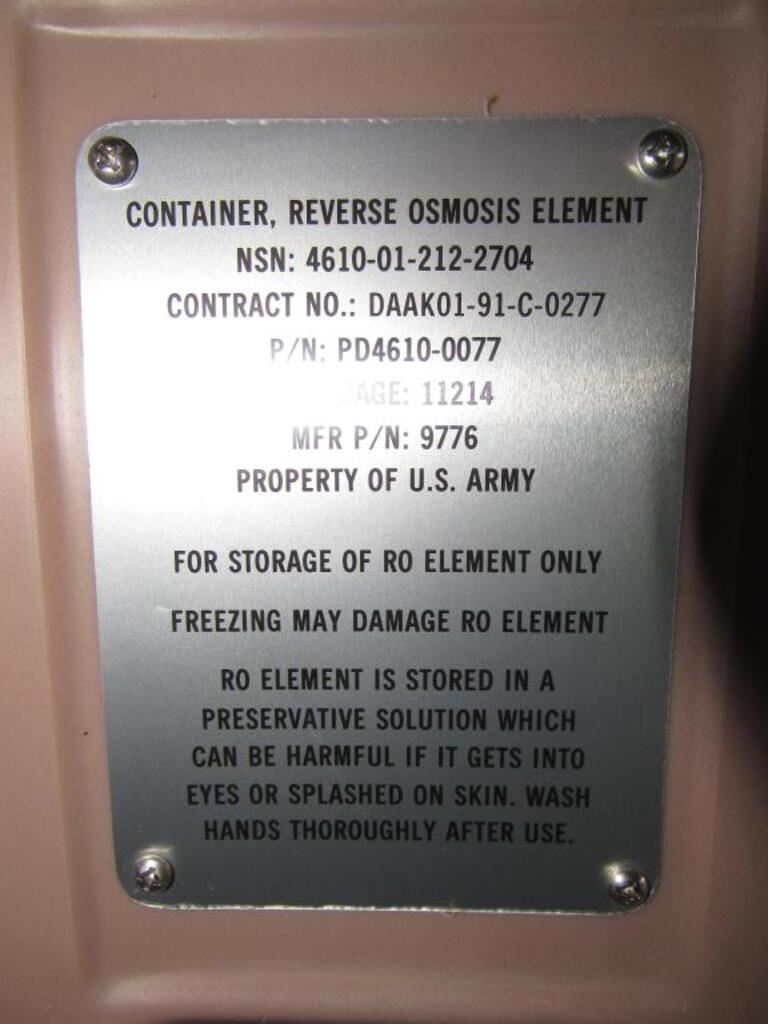 CONTAINER, REVERSE OSMOSIS ELEMENT
NSN: 4610-01-212-2704
CONTRACT NO.: DAAK01-91-C-0277
P/N: PD4610-0077
CAGE: 11214
MFR P/N: 9776
PROPERTY OF U.S. ARMY
FOR STORAGE OF RO ELEMENT ONLY
FREEZING MAY DAMAGE RO ELEMENT
RO ELEMENT IS STORED IN A
PRESERVATIVE SOLUTION WHICH
CAN BE HARMFUL IF IT GETS INTO
EYES OR SPLASHED ON SKIN. WASH
HANDS THOROUGHLY AFTER USE.